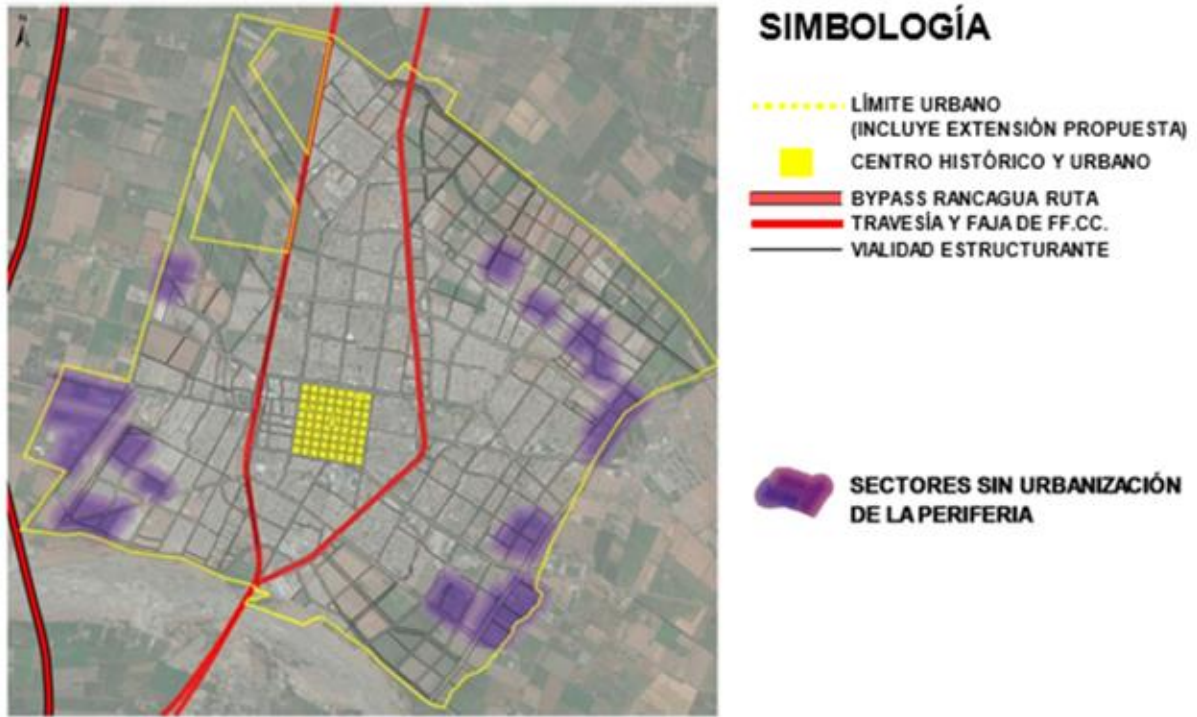 N
SIMBOLOGÍA
LÍMITE URBANO
(INCLUYE EXTENSIÓN PROPUESTA)
CENTRO HISTÓRICO Y URBANO
BYPASS RANCAGUA RUTA
TRAVESÍA Y FAJA DE FF.CC.
VIALIDAD ESTRUCTURANTE
SECTORES SIN URBANIZACIÓN
DE LA PERIFERIA